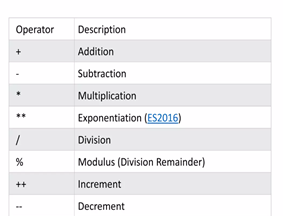 Operator Description
+ Addition
- Subtraction
* Multiplication
** Exponentiation (ES2016)
/ Division
% Modulus (Division Remainder)
++ Increment
-- Decrement